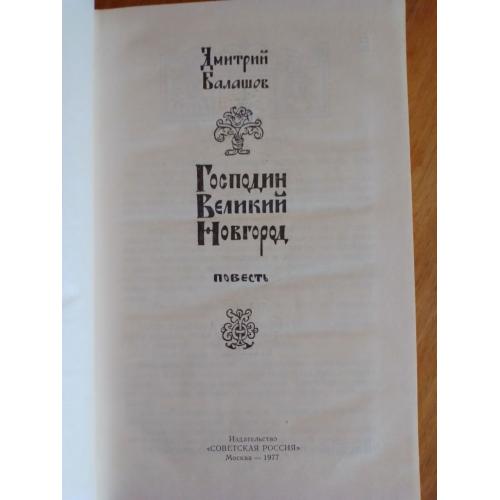 Дмитрий
Балашов
Господин
Великий
Новгород
повесть
Издательство
«СОВЕТСКАЯ РОССИЯ»
Москва — 1977